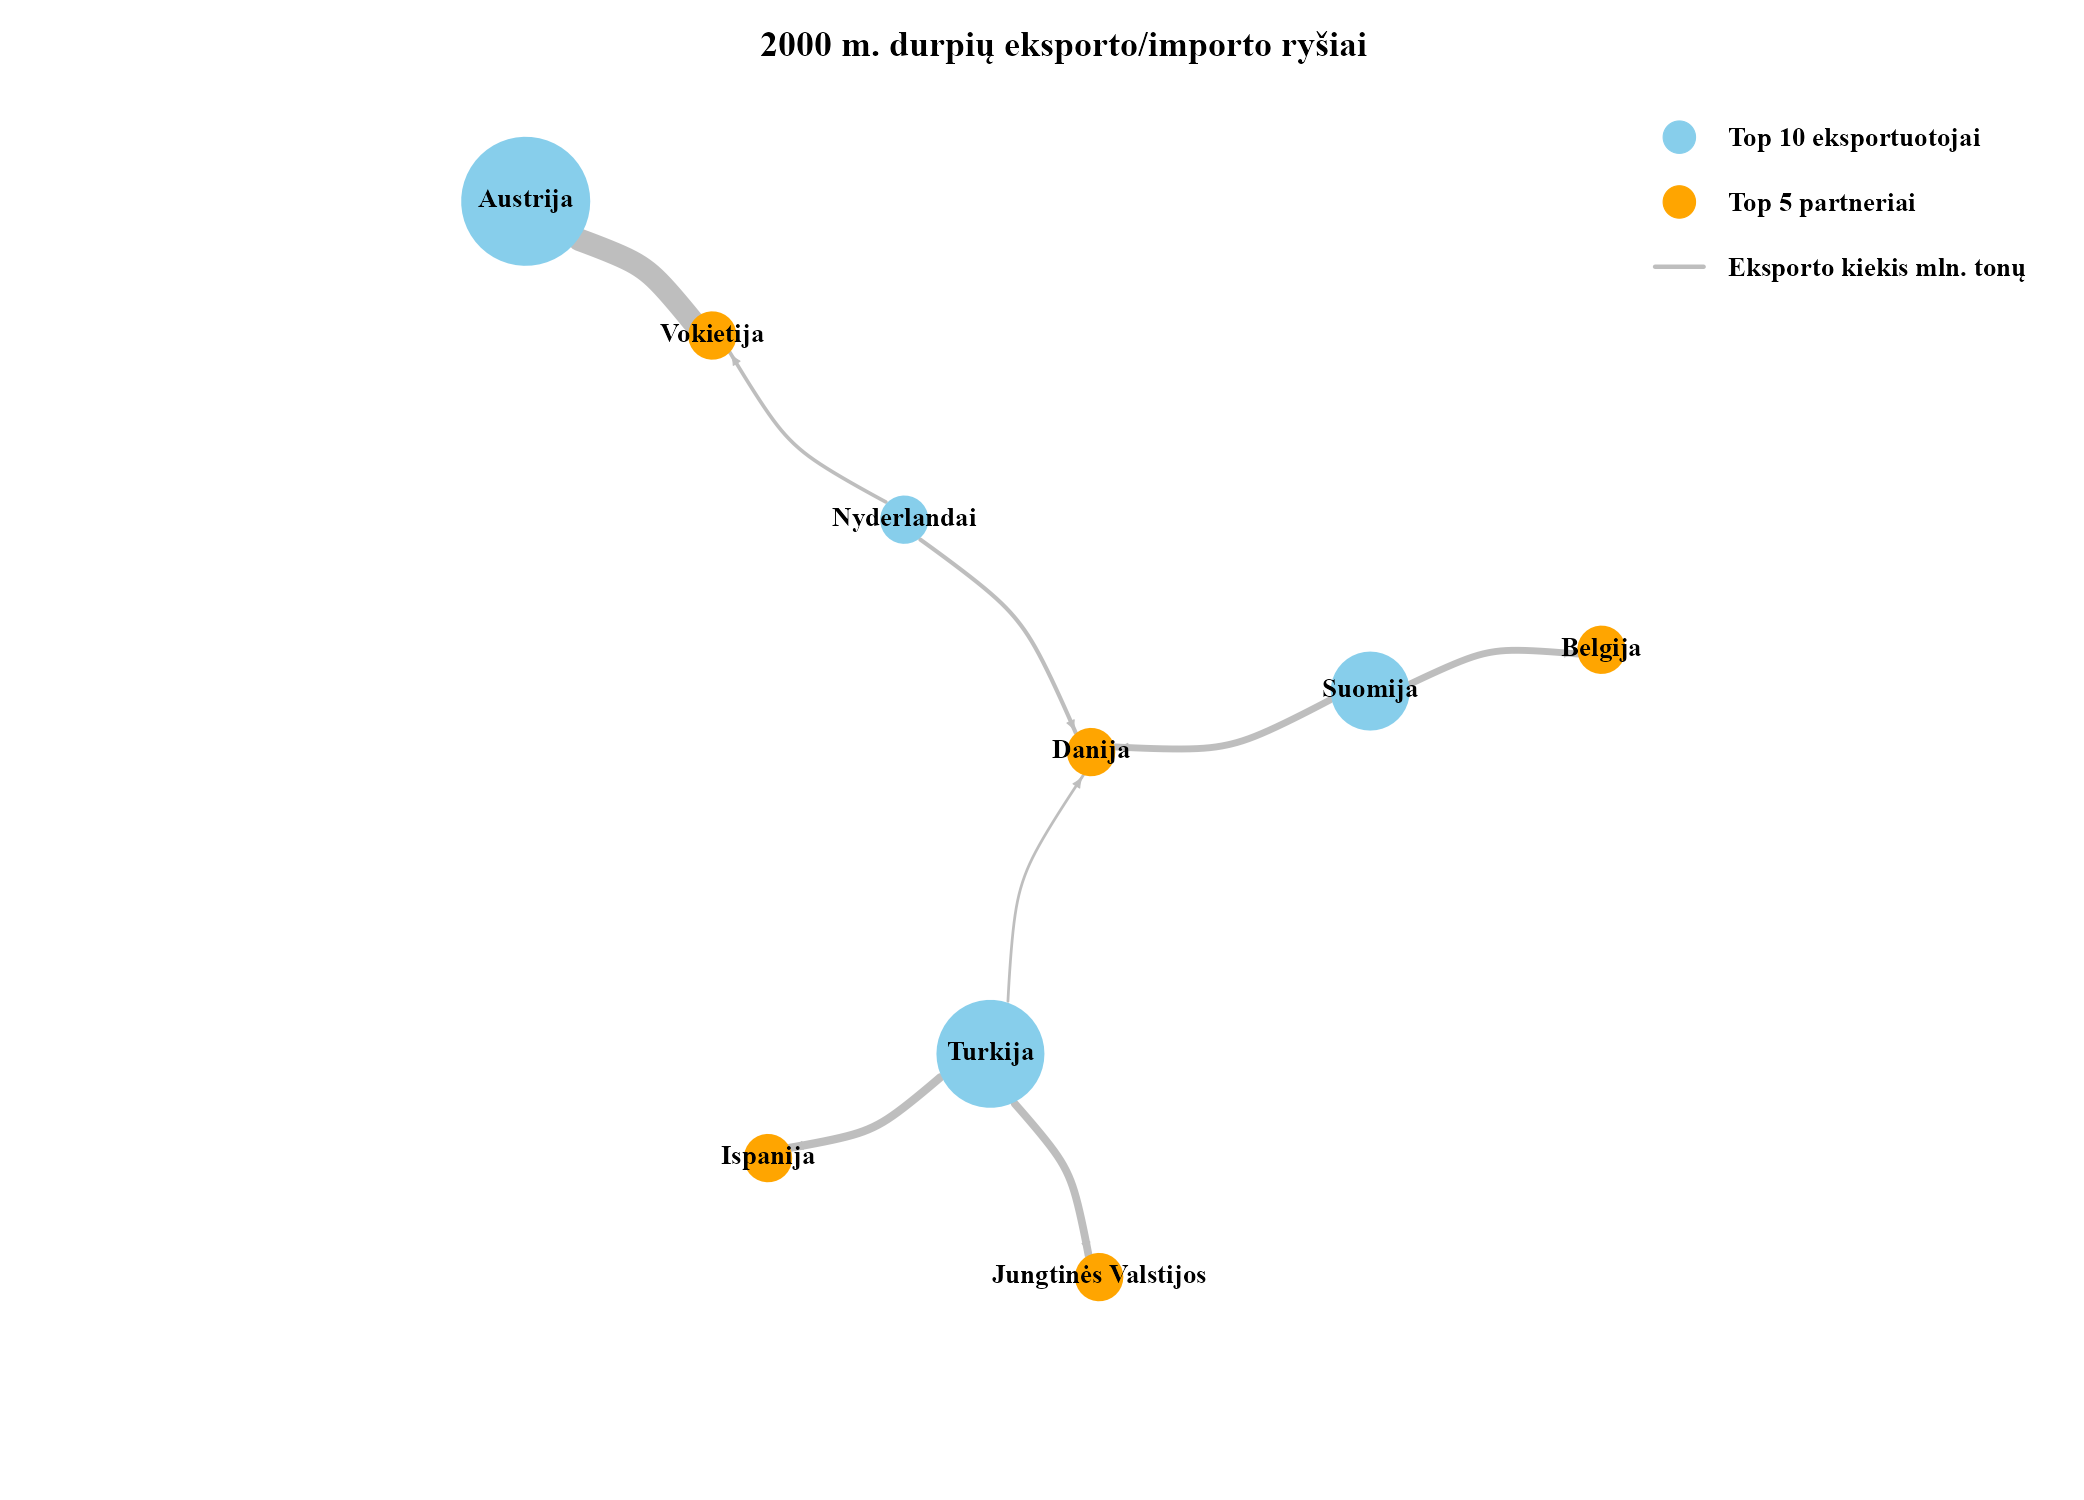 2000 m. durpių eksporto/importo ryšiai
Top 10 eksportuotojai
Top 5 partneriai
Eksporto kiekis mln. tonų
Austrija
Vokietija
Nyderlandai
Belgija
Suomija
Danija
Turkija
Ispanija
Jungtinės Valstijos